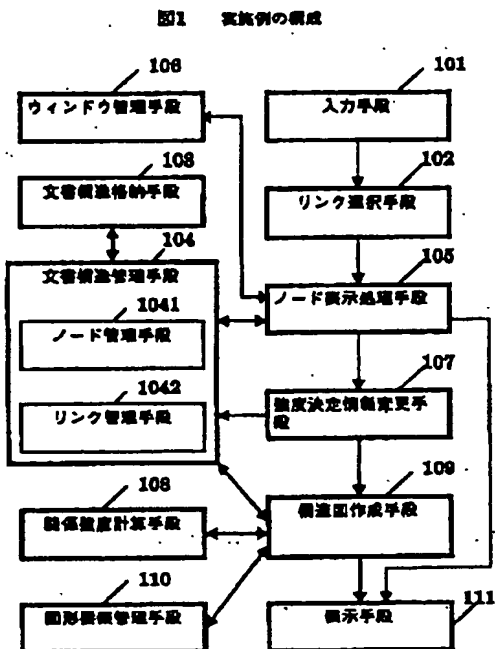 図1 実施例の構成
106
ウィンドウ管理手段
101
入力手段
103
文書構造格納手段
102
リンク選択手段
104
文書構造管理手段
1041
ノード管理手段
1042
リンク管理手段
105
ノード表示処理手段
107
強度決定情報変更手
段
108
関係強度計算手段
109
構造図作成手段
110
図形情報管理手段
表示手段
111